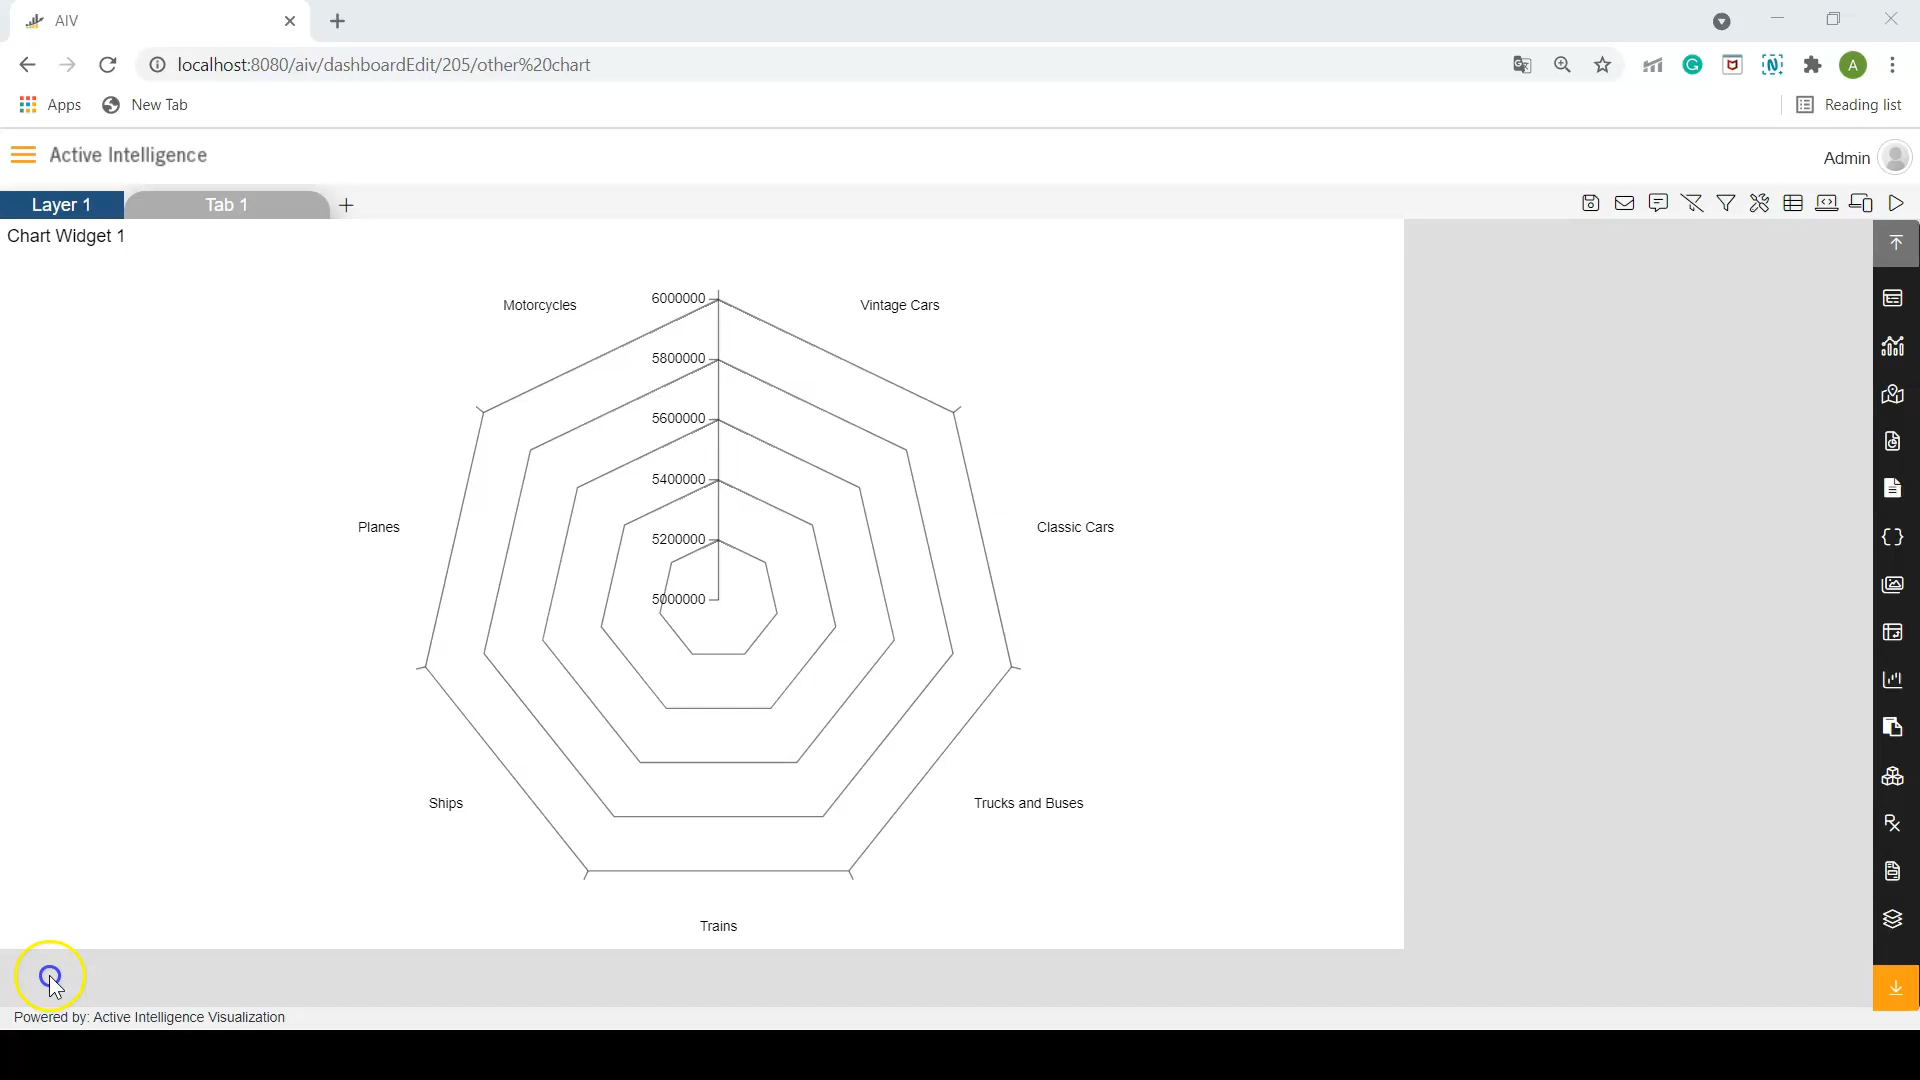 AIV
localhost:8080/aiv/dashboardEdit/205/other%20chart
A
Apps
New Tab
Reading list
Active Intelligence
Admin
Layer 1
Tab 1
Chart Widget 1
Motorcycles
6000000
Vintage Cars
5800000
5600000
5400000
Planes
Classic Cars
5200000
5000000
Ships
Trucks and Buses
Trains
Powered by: Active Intelligence Visualization